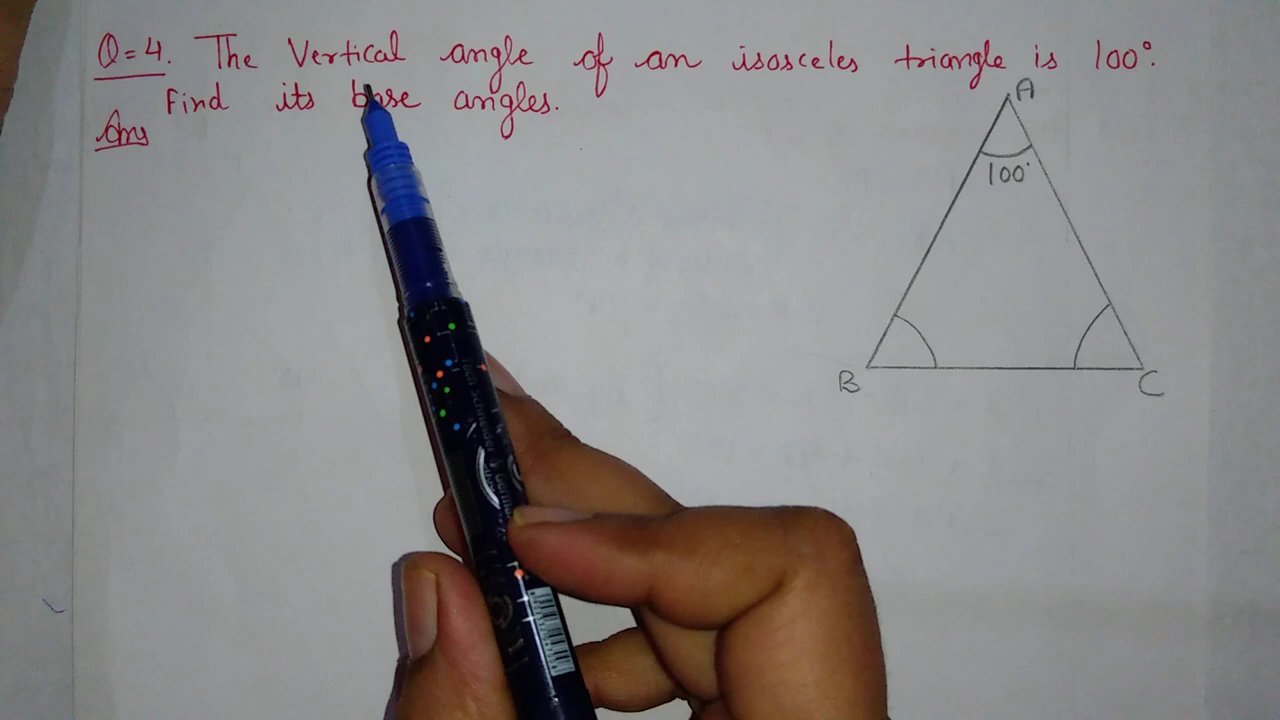 Q=4. The Vertical angle of an isosceles triangle is 100°.
Find its base angles.
Ans
A
100°
B
C